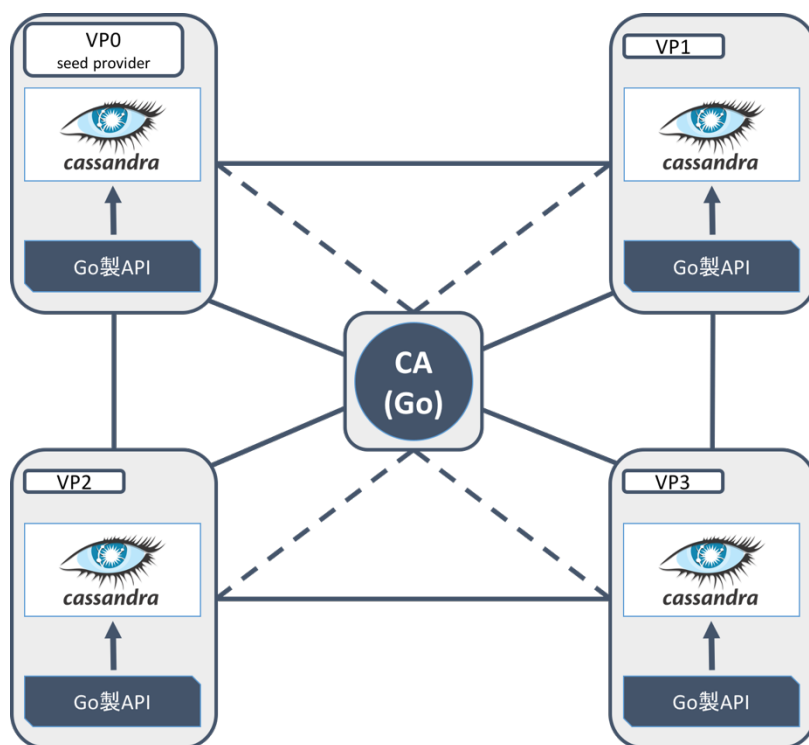 VP0
seed provider
cassandra
Go製API
VP1
cassandra
Go製API
CA
(Go)
VP2
cassandra
Go製API
VP3
cassandra
Go製API